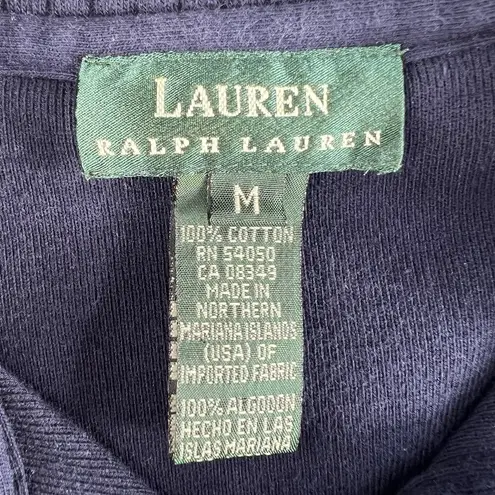 LAUREN
RALPH LAUREN
M
100% COTTON
RN 54050
CA 08349
MADE IN
NORTHERN
MARIANA ISLANDS
(USA) OF
IMPORTED FABRIC
100% ALGODON
HECHO EN LAS
ISLAS MARIANA